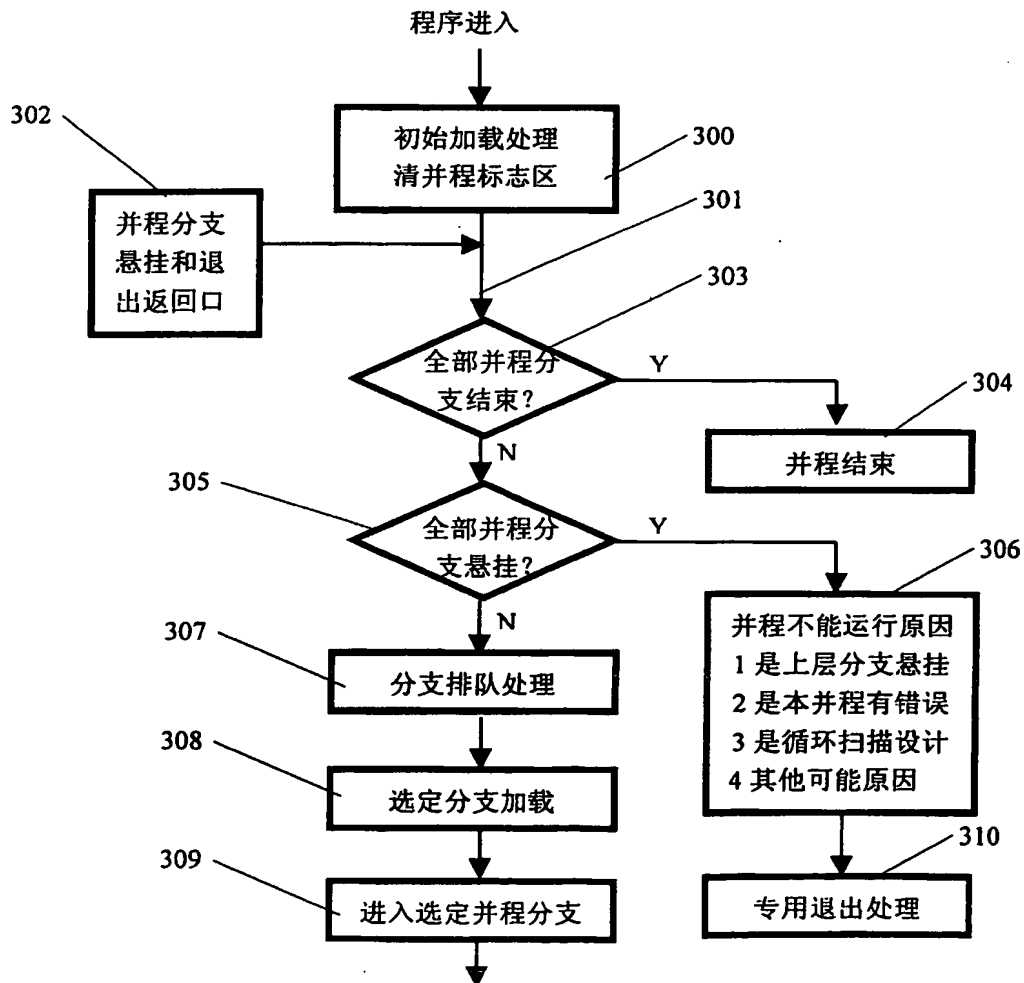 程序进入
302
初始加载处理
清并程标志区
300
301
并程分支
悬挂和退
出返回口
303
全部并程分
支结束？
Y
304
并程结束
N
305
全部并程分
支悬挂？
Y
306
并程不能运行原因
1 是上层分支悬挂
2 是本并程有错误
3 是循环扫描设计
4 其他可能原因
N
307
分支排队处理
308
选定分支加载
310
专用退出处理
309
进入选定并程分支